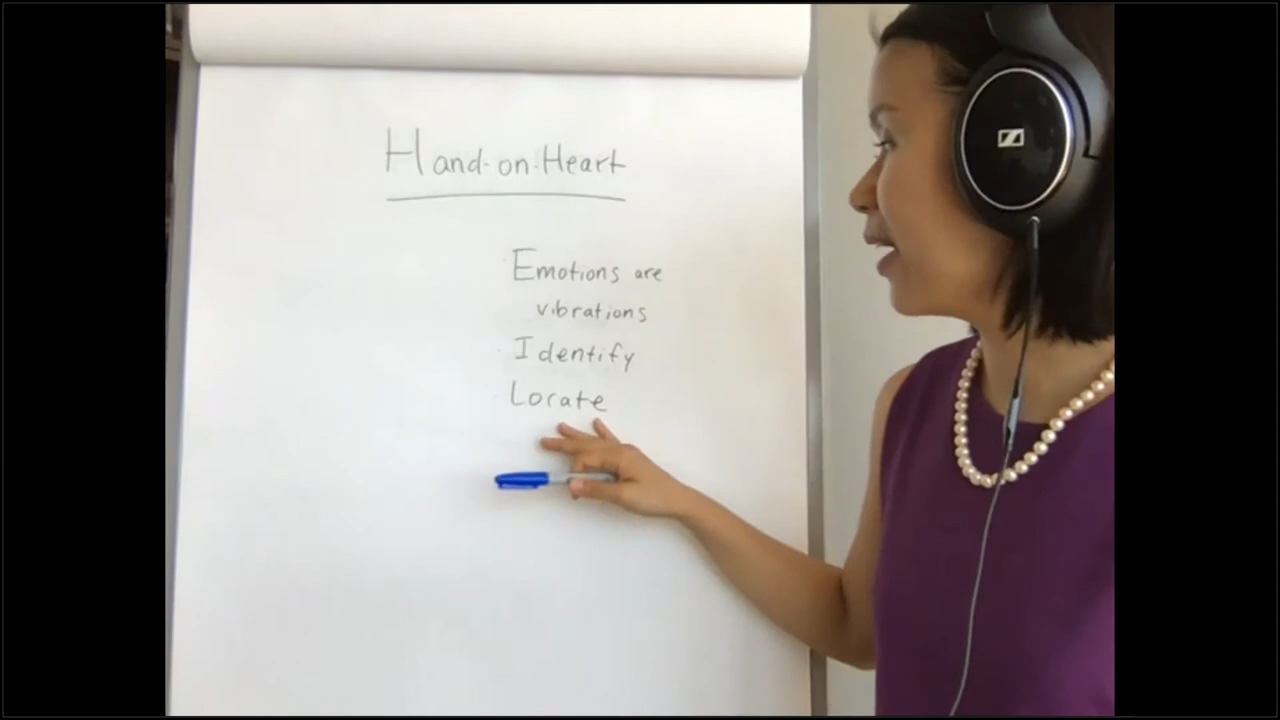 Hand-on-Heart
Emotions are
vibrations
Identify
Locate